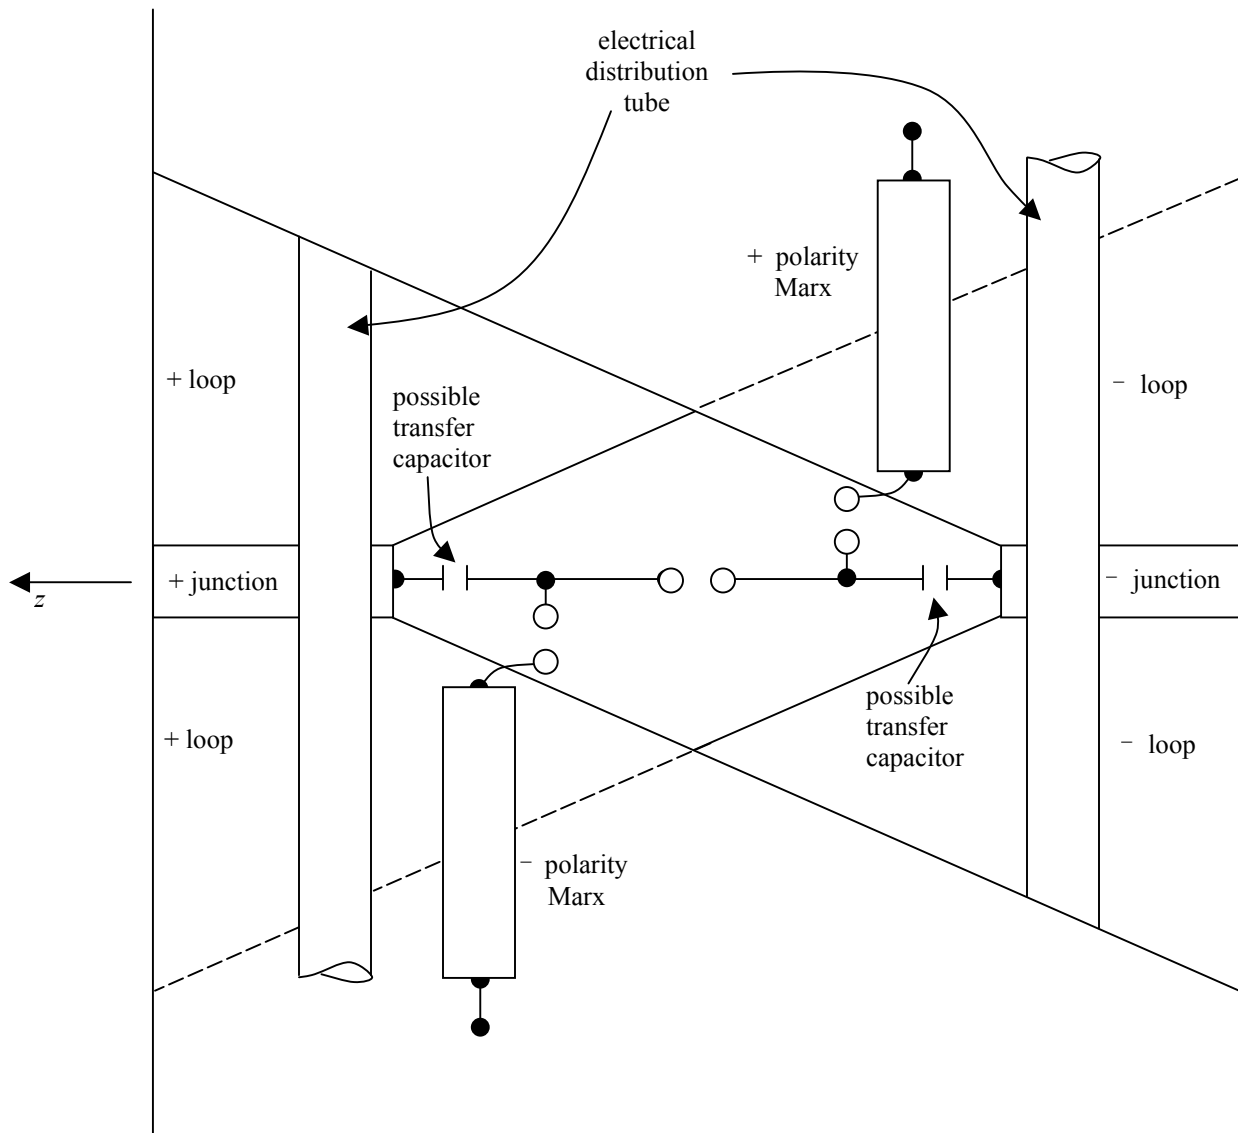 electrical
distribution
tube
+ polarity
Marx
+ loop
− loop
possible
transfer
capacitor
z
+ junction
− junction
possible
transfer
capacitor
+ loop
− loop
− polarity
Marx